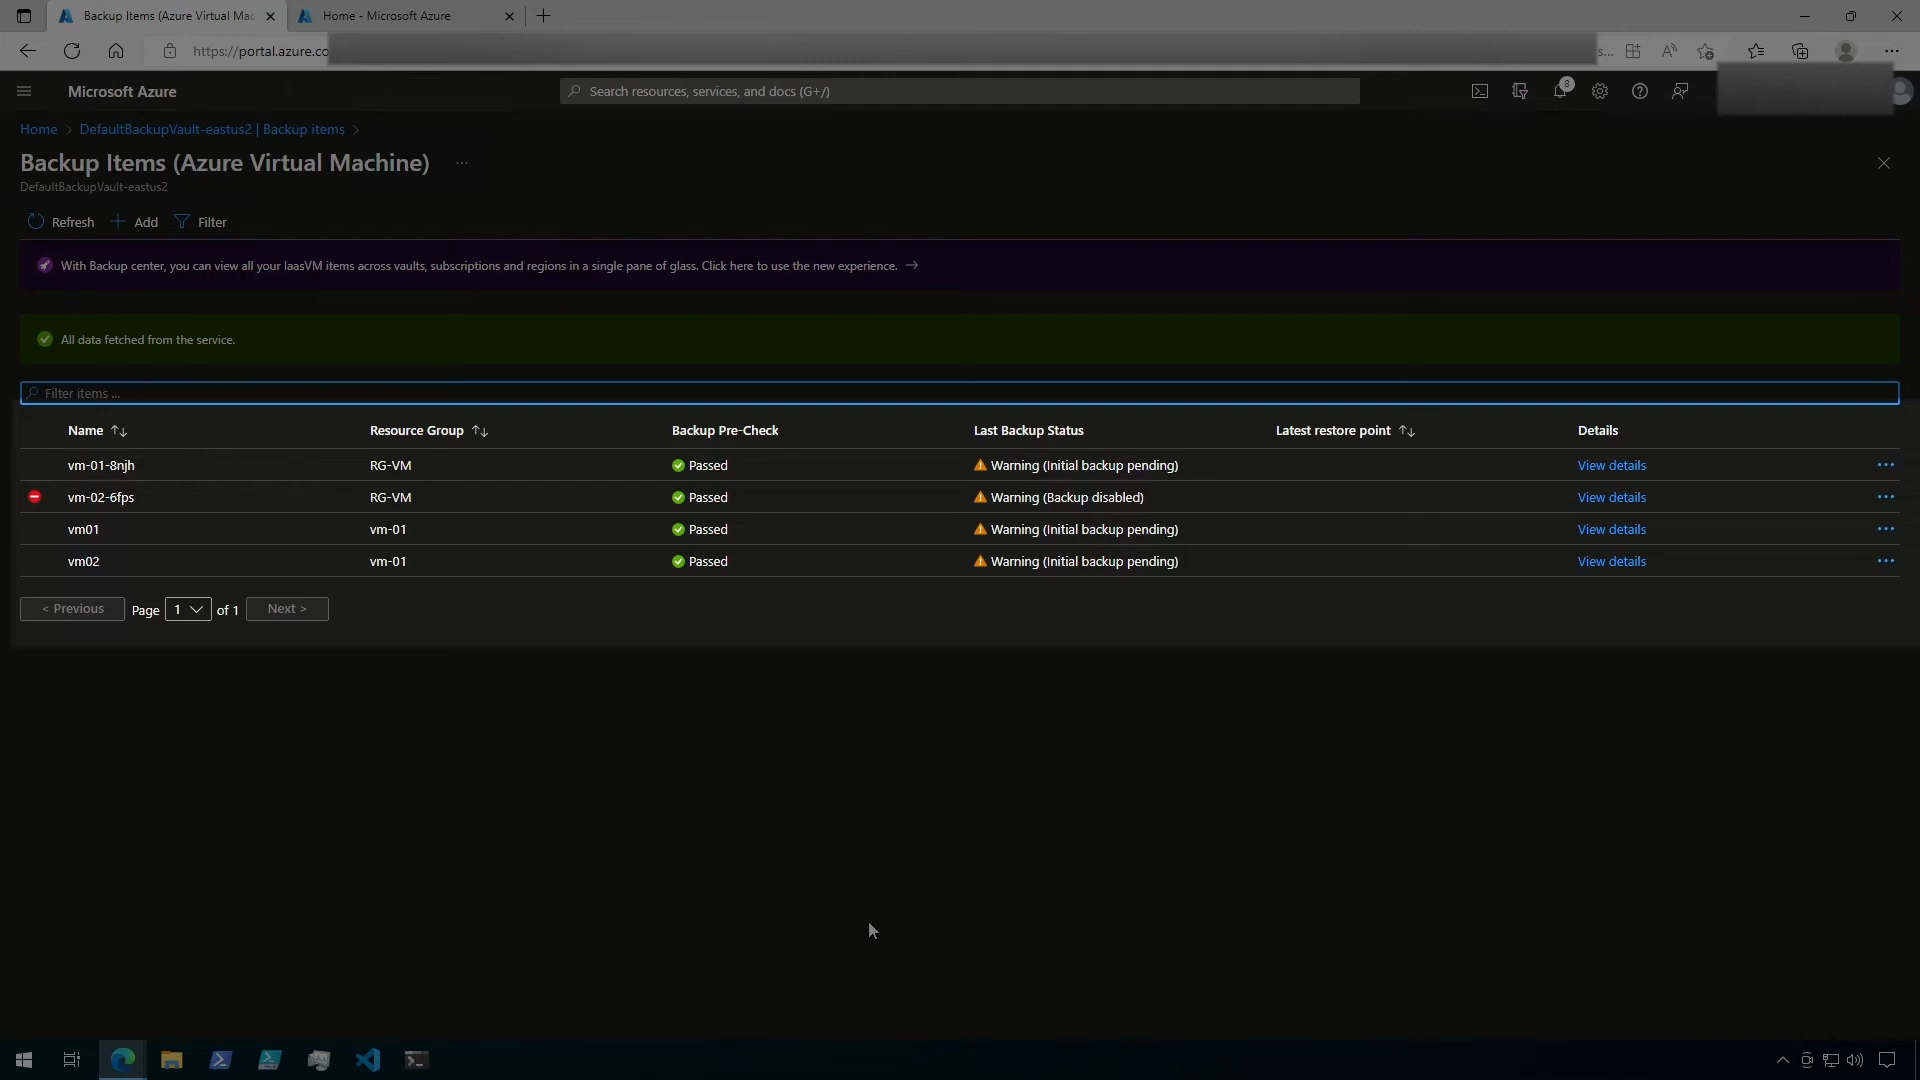 Backup Items (Azure Virtual Mac
Home - Microsoft Azure
https://portal.azure.co
s...
Microsoft Azure
Search resources, services, and docs (G+/)
8
Home > DefaultBackupVault-eastus2 | Backup items >
Backup Items (Azure Virtual Machine) ...
DefaultBackupVault-eastus2
Refresh + Add Filter
With Backup center, you can view all your IaasVM items across vaults, subscriptions and regions in a single pane of glass. Click here to use the new experience. →
All data fetched from the service.
Filter items ...
Name ↑↓ Resource Group ↑↓ Backup Pre-Check Last Backup Status Latest restore point ↑↓ Details
vm-01-8njh RG-VM Passed Warning (Initial backup pending) View details ...
vm-02-6fps RG-VM Passed Warning (Backup disabled) View details ...
vm01 vm-01 Passed Warning (Initial backup pending) View details ...
vm02 vm-01 Passed Warning (Initial backup pending) View details ...
< Previous Page 1 of 1 Next >